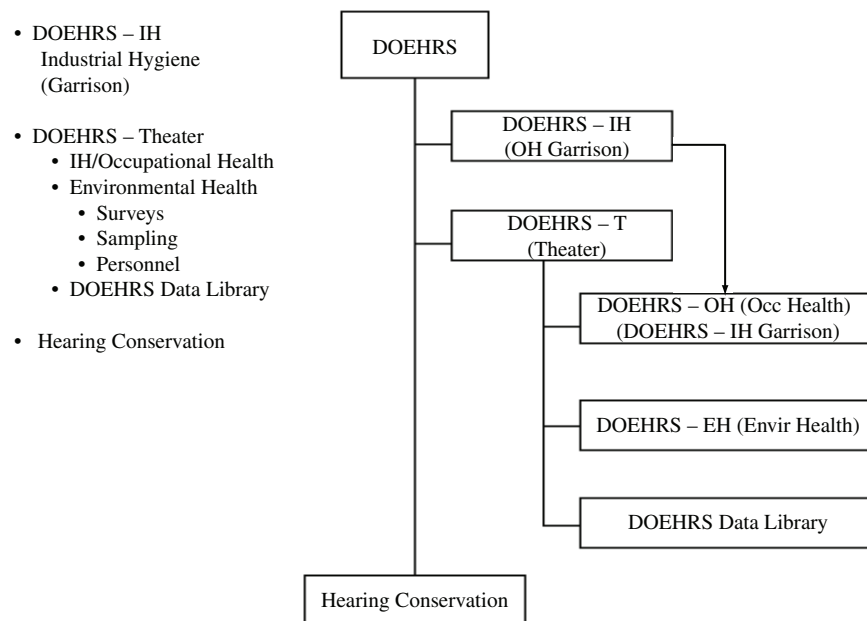 • DOEHRS – IH
Industrial Hygiene
(Garrison)
• DOEHRS – Theater
• IH/Occupational Health
• Environmental Health
• Surveys
• Sampling
• Personnel
• DOEHRS Data Library
• Hearing Conservation
DOEHRS
DOEHRS – IH
(OH Garrison)
DOEHRS – T
(Theater)
DOEHRS – OH (Occ Health)
(DOEHRS – IH Garrison)
DOEHRS – EH (Envir Health)
DOEHRS Data Library
Hearing Conservation